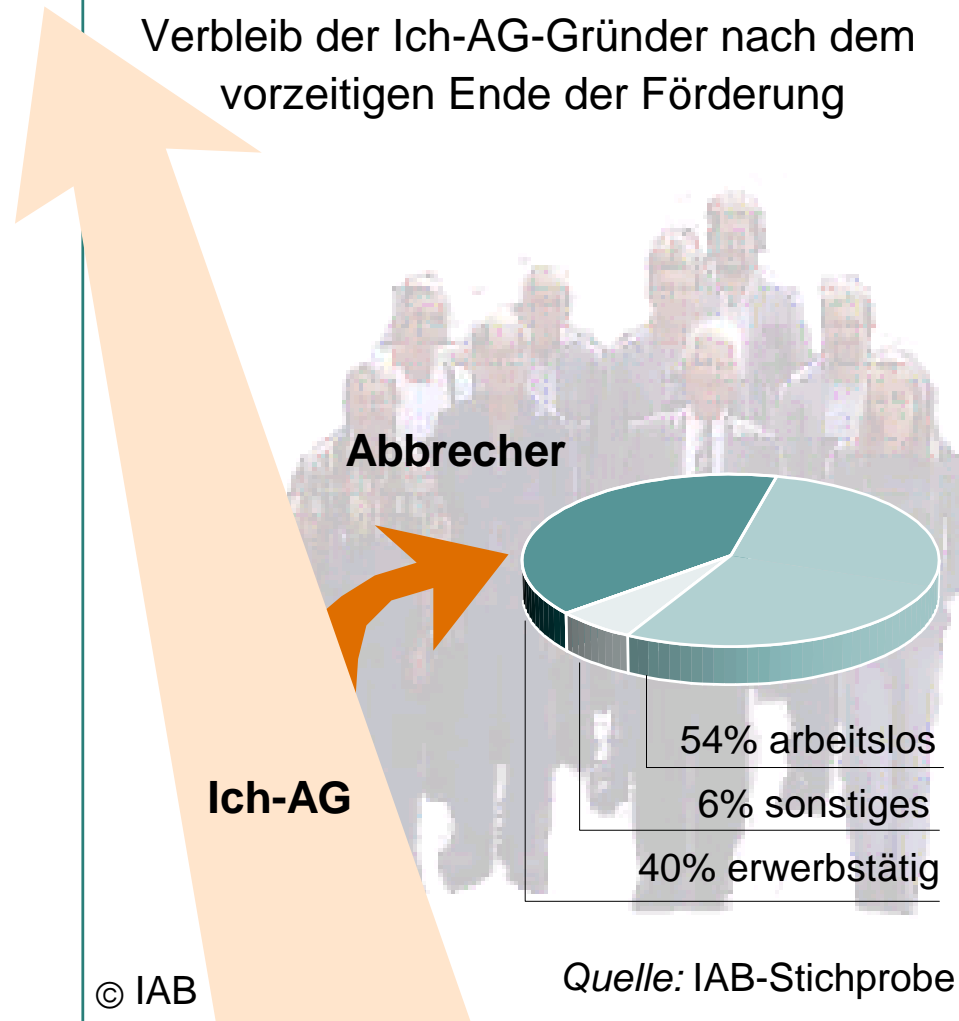 Verbleib der Ich-AG-Gründer nach dem
vorzeitigen Ende der Förderung
Abbrecher
54% arbeitslos
Ich-AG
6% sonstiges
40% erwerbstätig
Quelle: IAB-Stichprobe
© IAB